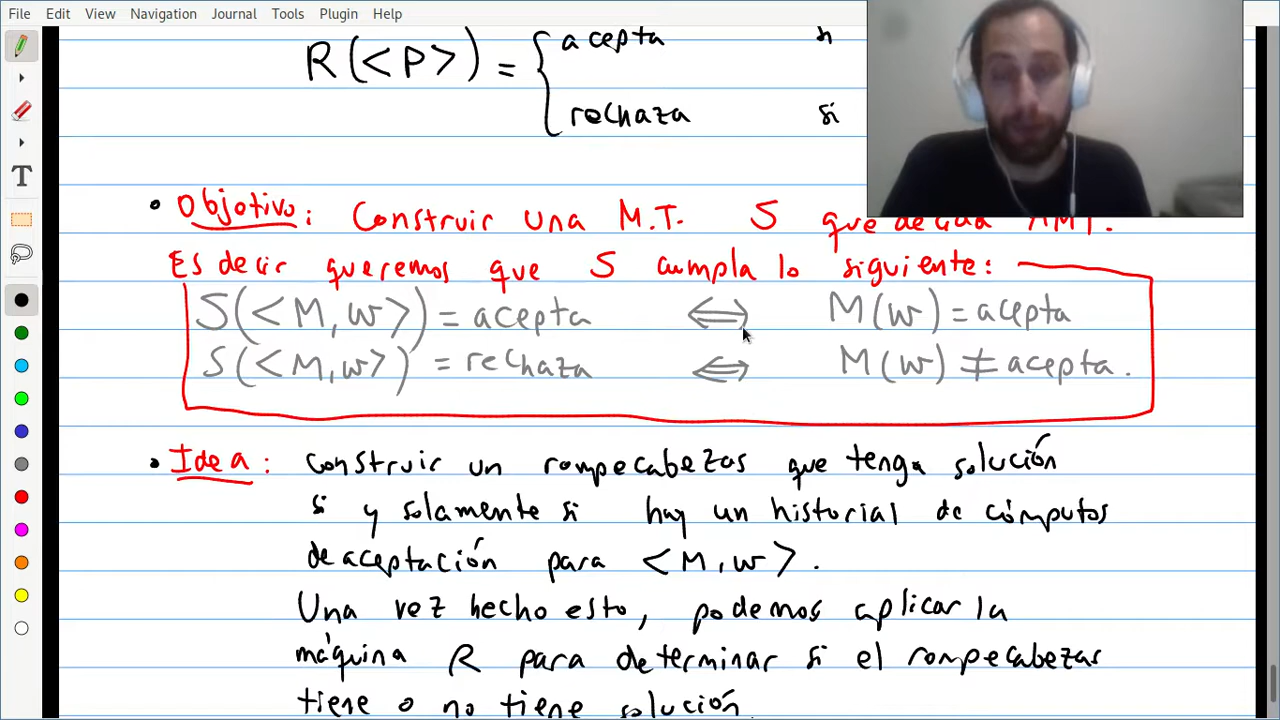 File Edit View Navigation Journal Tools Plugin Help
R(<P>) = { acepta
rechaza si
• Objetivo: Construir una M.T. S que decida AMT.
Es decir queremos que S cumpla lo siguiente:
S(<M,w>) = acepta ⟺ M(w) = acepta
S(<M,w>) = rechaza ⟺ M(w) ≠ acepta.
• Idea: construir un rompecabezas que tenga solución
si y solamente si hay un historial de cómputos
de aceptación para <M,w>.
Una vez hecho esto, podemos aplicar la
máquina R para determinar si el rompecabezas
tiene o no tiene solución.